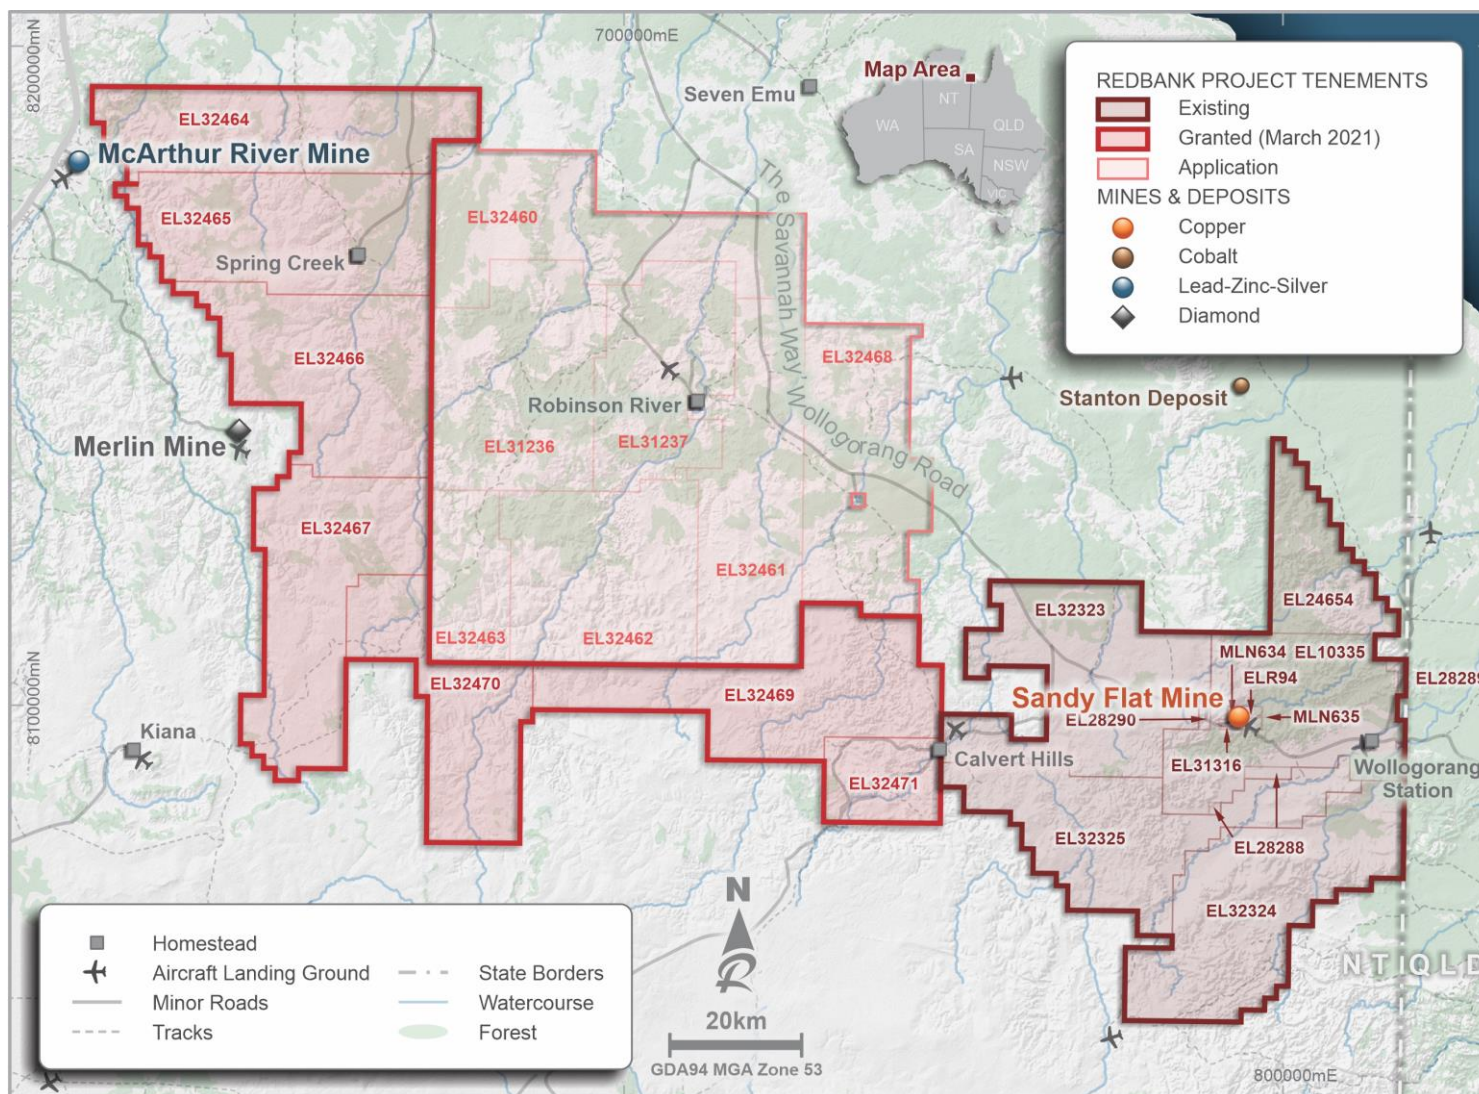 700000mE
8200000mN
8100000mN
800000mE
Map Area
WA
NT
QLD
SA
NSW
VIC
REDBANK PROJECT TENEMENTS
Existing
Granted (March 2021)
Application
MINES & DEPOSITS
Copper
Cobalt
Lead-Zinc-Silver
Diamond
Seven Emu
EL32464
McArthur River Mine
EL32465
EL32460
Spring Creek
The Savannah Way
Wollogorang Road
EL32466
EL32468
Robinson River
Stanton Deposit
Merlin Mine
EL31236
EL31237
EL32467
EL32461
EL32463
EL32462
EL32323
EL24654
MLN634
EL10335
ELR94
EL28289
EL32470
EL32469
Sandy Flat Mine
EL28290
MLN635
Kiana
Calvert Hills
EL31316
Wollogorang
Station
EL32471
EL32325
EL28288
EL32324
NT
QLD
N
20km
GDA94 MGA Zone 53
Homestead
Aircraft Landing Ground
Minor Roads
Tracks
State Borders
Watercourse
Forest